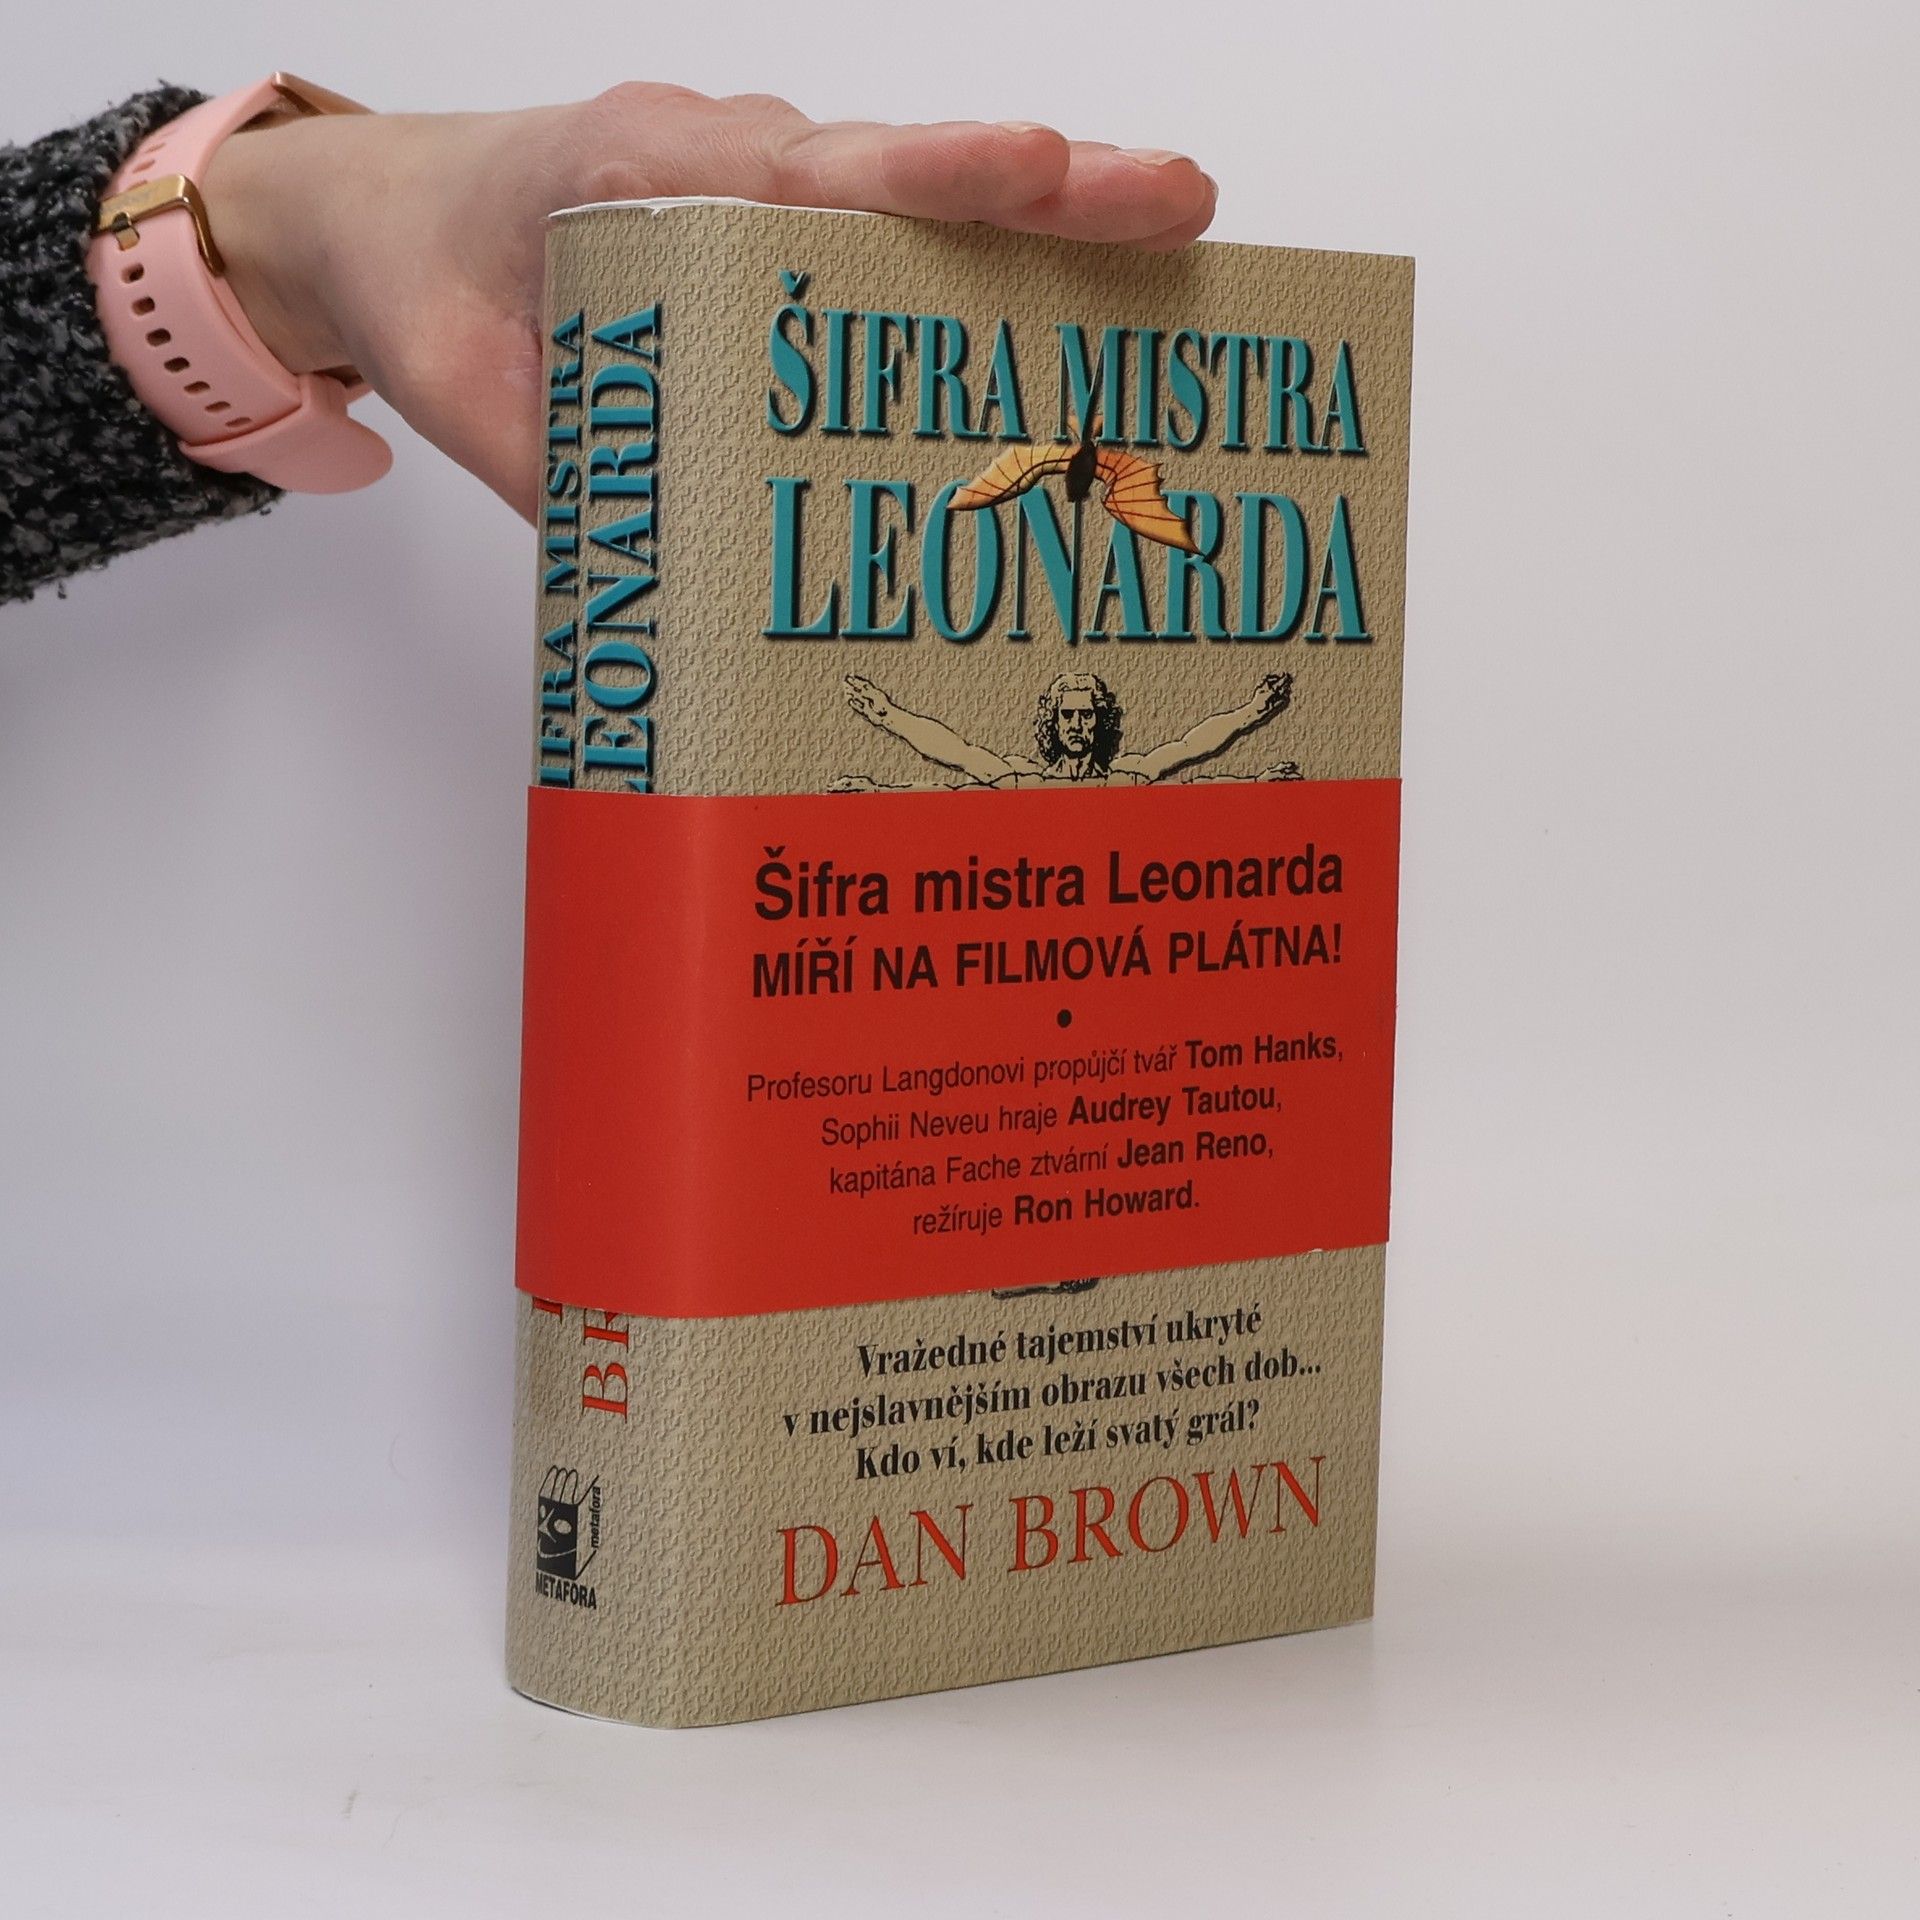 ŠIFRA MISTRA
LEONARDA
ŠIFRA MISTRA
LEONARDA
Šifra mistra Leonarda
MÍŘÍ NA FILMOVÁ PLÁTNA!
•
Profesoru Langdonovi propůjčí tvář Tom Hanks,
Sophii Neveu hraje Audrey Tautou,
kapitána Fache ztvární Jean Reno,
režíruje Ron Howard.
Vražedné tajemství ukryté
v nejslavnějším obrazu všech dob...
Kdo ví, kde leží svatý grál?
DAN BROWN
metafora
METAFORA